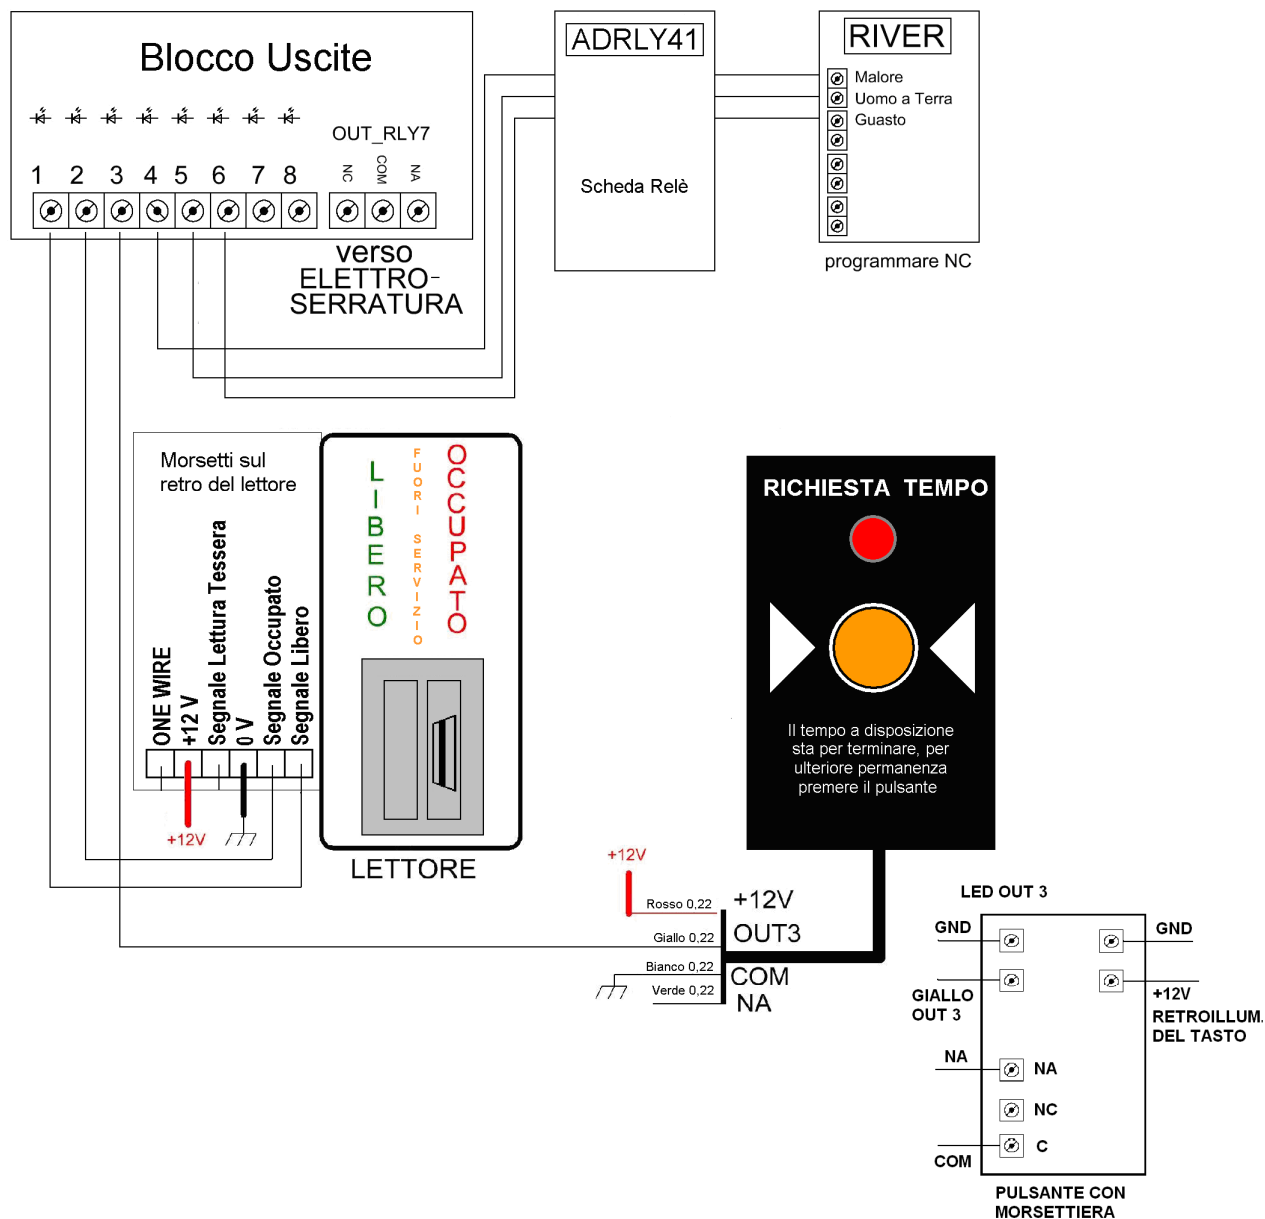 Blocco Uscite
OUT_RLY7
1 2 3 4 5 6 7 8
NC COM NA
verso
ELETTRO-
SERRATURA
ADRLY41
Scheda Relè
RIVER
Malore
Uomo a Terra
Guasto
programmare NC
Morsetti sul
retro del lettore
ONE WIRE
+12 V
Segnale Lettura Tessera
0 V
Segnale Occupato
Segnale Libero
+12V
LIBERO
FUORI SERVIZIO
OCCUPATO
LETTORE
RICHIESTA TEMPO
Il tempo a disposizione
sta per terminare, per
ulteriore permanenza
premere il pulsante
+12V
Rosso 0,22 +12V
Giallo 0,22 OUT3
Bianco 0,22 COM
Verde 0,22 NA
LED OUT 3
GND
GND
GIALLO
OUT 3
+12V
RETROILLUM.
DEL TASTO
NA
NA
NC
C
COM
PULSANTE CON
MORSETTIERA